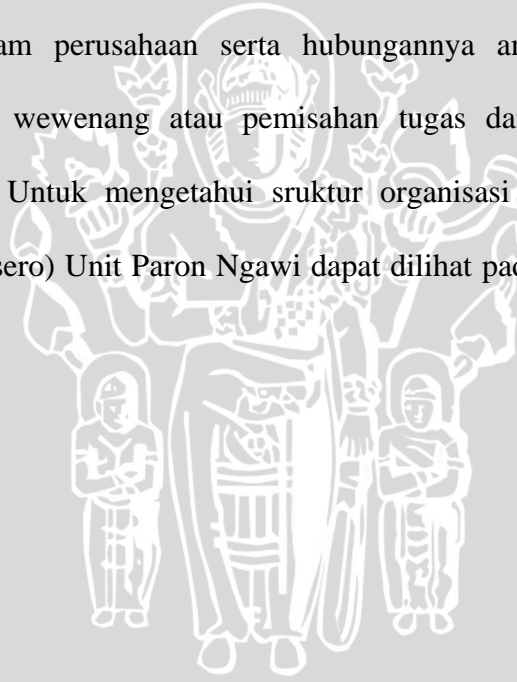 am perusahaan serta hubungannya an
wewenang atau pemisahan tugas da
Untuk mengetahui sruktur organisasi
sero) Unit Paron Ngawi dapat dilihat pad